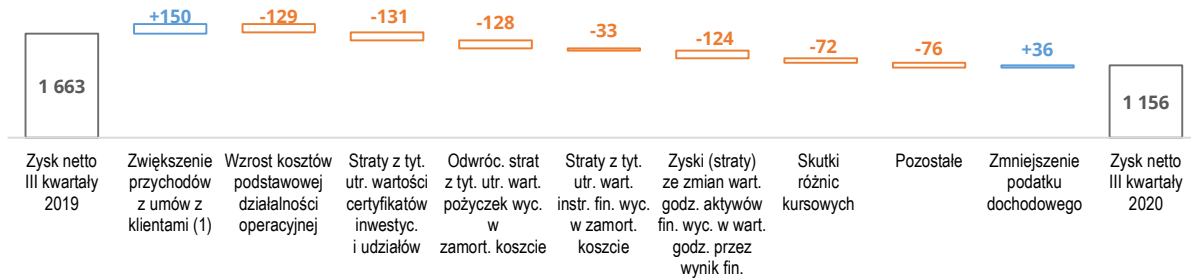 +150
-129
-131
-128
-33
-124
-72
-76
+36
1 663
1 156
Zysk netto
III kwartały
2019
Zwiększenie
przychodów
z umów z
klientami (1)
Wzrost kosztów
podstawowej
działalności
operacyjnej
Straty z tyt.
utr. wartości
certyfikatów
inwestyc.
i udziałów
Odwróc. strat
z tyt. utr. wart.
pożyczek wyc.
w
zamort. koszcie
Straty z tyt.
utr. wart.
instr. fin. wyc.
w zamort.
koszcie
Zyski (straty)
ze zmian wart.
godz. aktywów
fin. wyc. w wart.
godz. przez
wynik fin.
Skutki
różnic
kursowych
Pozostałe
Zmniejszenie
podatku
dochodowego
Zysk netto
III kwartały
2020